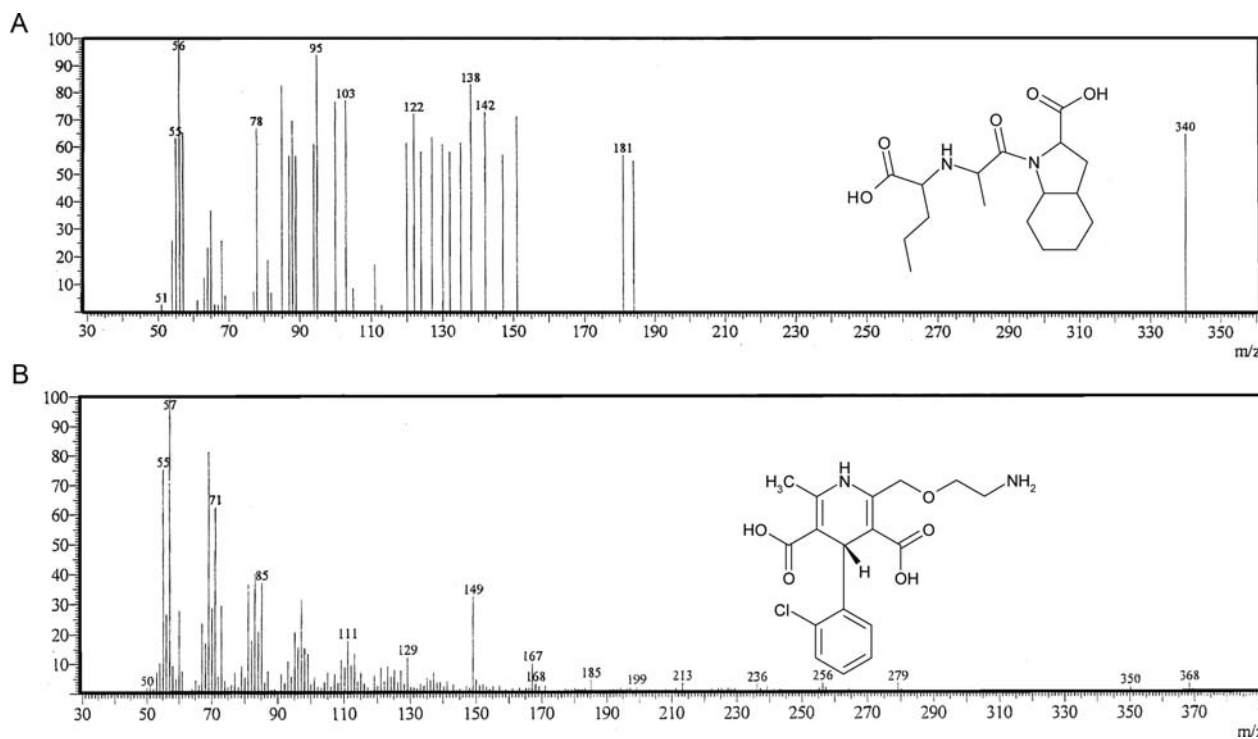 A
100
90
80
70
60
50
40
30
20
10
56
55
51
78
95
103
122
138
142
181
340
O
OH
O
N
H
N
O
HO
30 50 70 90 110 130 150 170 190 210 230 250 270 290 310 330 350
m/z
B
100
90
80
70
60
50
40
30
20
10
57
55
50
71
85
111
129
149
167
168
185
199
213
236
256
279
350
368
H
N
H₃C
O
NH₂
HO
O
O
OH
H
Cl
50 70 90 110 130 150 170 190 210 230 250 270 290 310 330 350 370
m/z